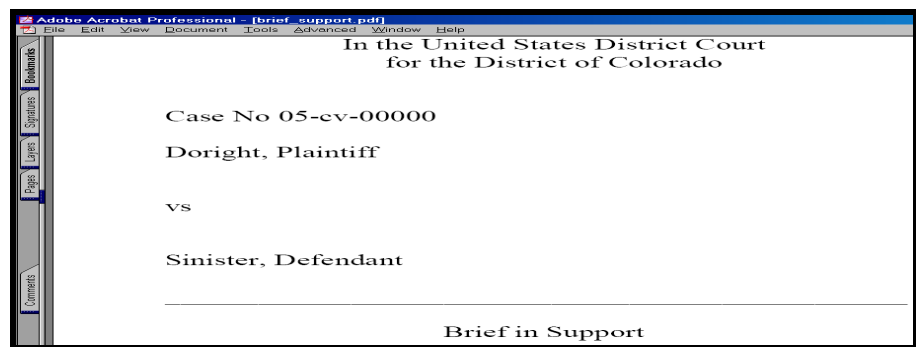 Adobe Acrobat Professional - [brief_support.pdf]
File Edit View Document Tools Advanced Window Help
Bookmarks
Signatures
Layers
Pages
Comments
In the United States District Court
for the District of Colorado
Case No 05-cv-00000
Doright, Plaintiff
vs
Sinister, Defendant
Brief in Support